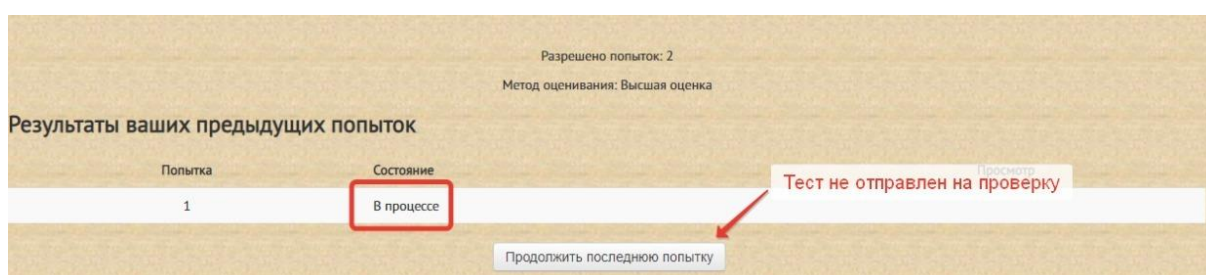 Разрешено попыток: 2
Метод оценивания: Высшая оценка
Результаты ваших предыдущих попыток
Попытка Состояние Просмотр
Тест не отправлен на проверку
1 В процессе
Продолжить последнюю попытку